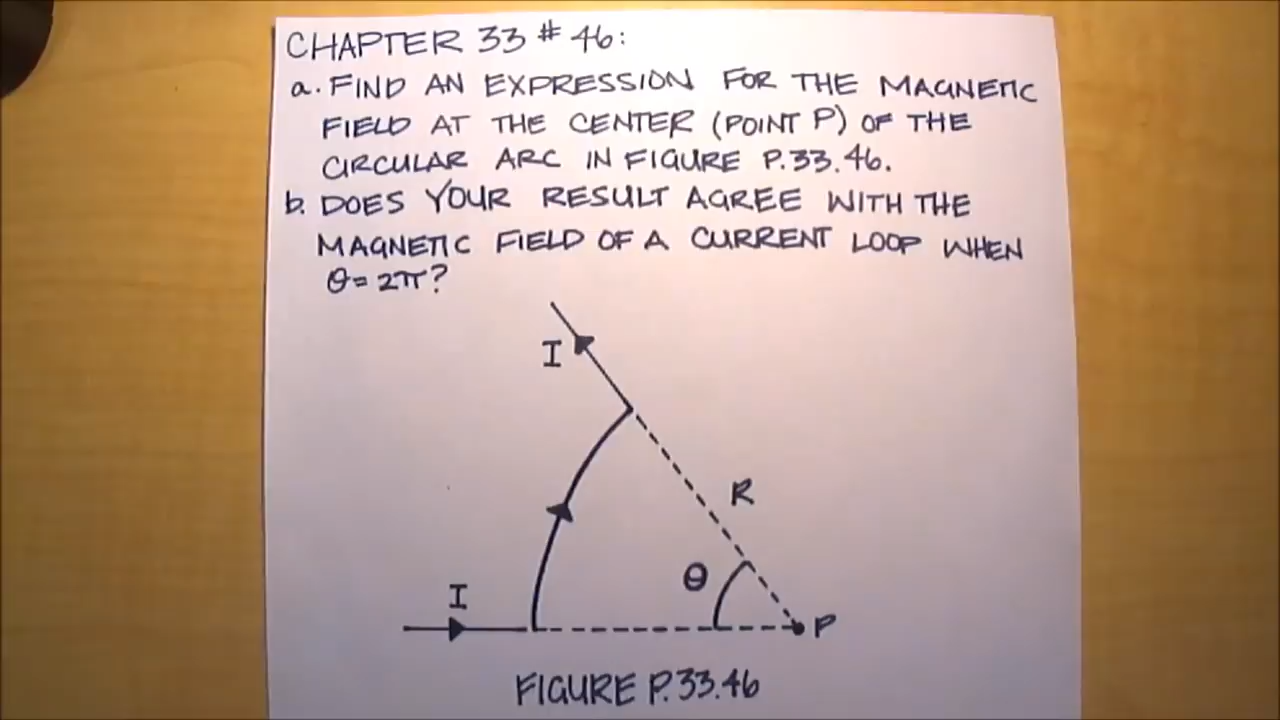 CHAPTER 33 # 46:
a. FIND AN EXPRESSION FOR THE MAGNETIC
FIELD AT THE CENTER (POINT P) OF THE
CIRCULAR ARC IN FIGURE P.33.46.
b. DOES YOUR RESULT AGREE WITH THE
MAGNETIC FIELD OF A CURRENT LOOP WHEN
θ = 2π?
I
R
θ
I
P
FIGURE P.33.46